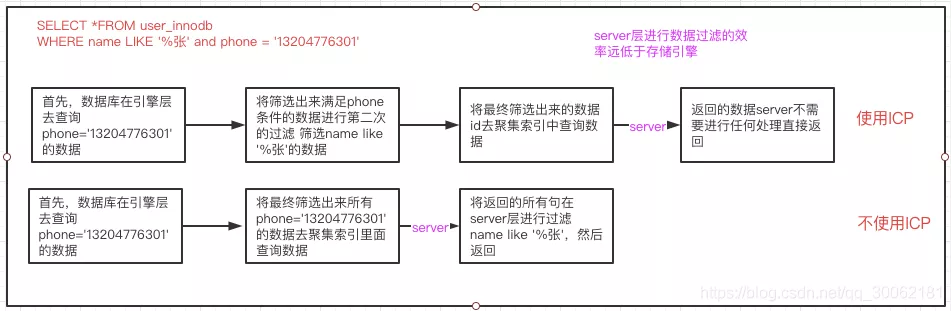 SELECT *FROM user_innodb
WHERE name LIKE '%张' and phone = '13204776301'
server层进行数据过滤的效
率远低于存储引擎
首先，数据库在引擎层
去查询
phone='13204776301'
的数据
将筛选出来满足phone
条件的数据进行第二次
的过滤 筛选name like
'%张'的数据
将最终筛选出来的数据
id去聚集索引中查询数
据
server
返回的数据server不需
要进行任何处理直接返
回
使用ICP
首先，数据库在引擎层
去查询
phone='13204776301'
的数据
将最终筛选出来所有
phone='13204776301'
的数据去聚集索引里面
查询数据
server
将返回的所有句在
server层进行过滤
name like '%张'，然后
返回
不使用ICP
https://blog.csdn.net/qq_30062181